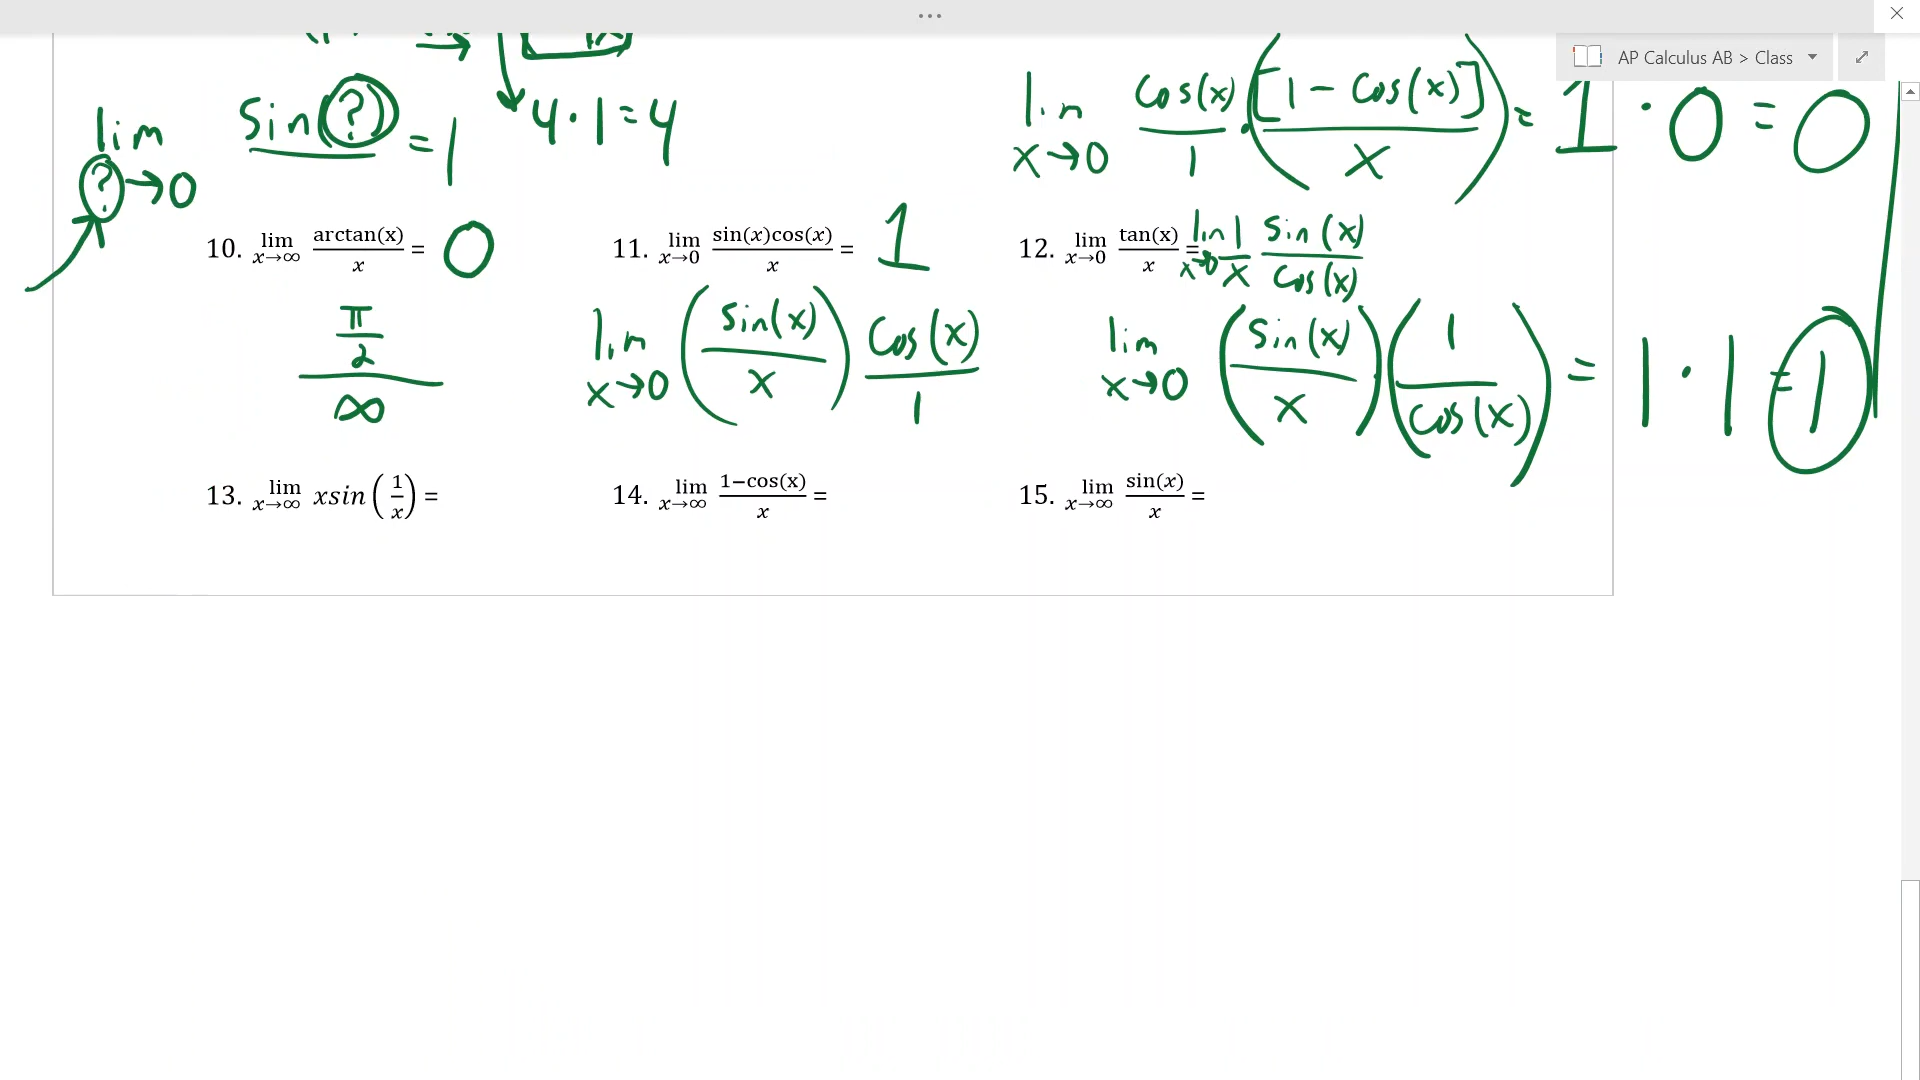 AP Calculus AB > Class
lim ?→0 sin(?) = 1
4·1=4
lim x→0 cos(x)/1 · ([1 - cos(x)]/x) = 1 · 0 = 0
10. lim x→∞ arctan(x)/x = 0
π/2
∞
11. lim x→0 sin(x)cos(x)/x = 1
lim x→0 (sin(x)/x) cos(x)/1
12. lim x→0 tan(x)/x = lim x→0 1/x sin(x)/cos(x)
lim x→0 (sin(x)/x)·(1/cos(x)) = 1 · 1 = 1
13. lim x→∞ xsin(1/x) =
14. lim x→∞ 1−cos(x)/x =
15. lim x→∞ sin(x)/x =